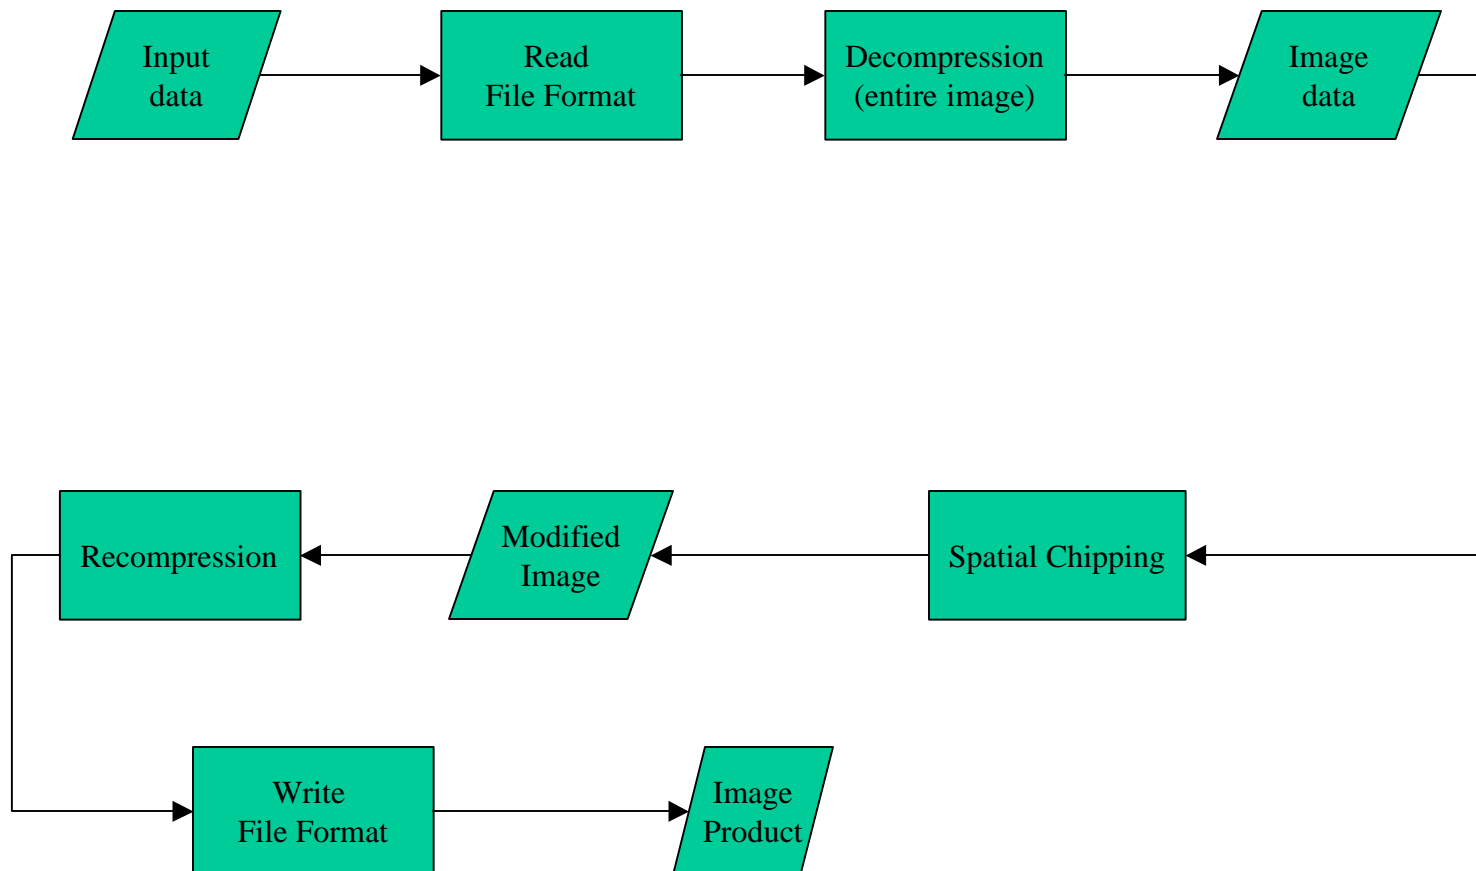 Input
data
Read
File Format
Decompression
(entire image)
Image
data
Spatial Chipping
Modified
Image
Recompression
Write
File Format
Image
Product